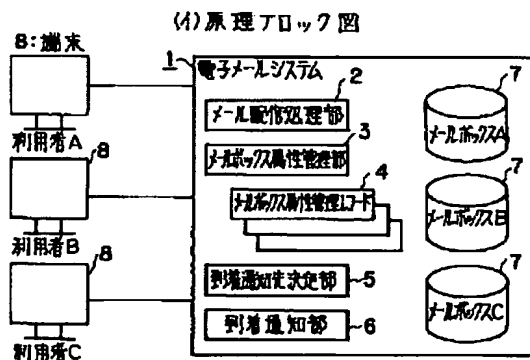 (イ)原理ブロック図
8:端末
利用者A
8
利用者B
8
利用者C
1
電子メールシステム
2
メール配信処理部
3
メールボックス属性管理部
4
メールボックス属性管理レコード
到着通知先決定部
5
到着通知部
6
7
メールボックスA
7
メールボックスB
7
メールボックスC